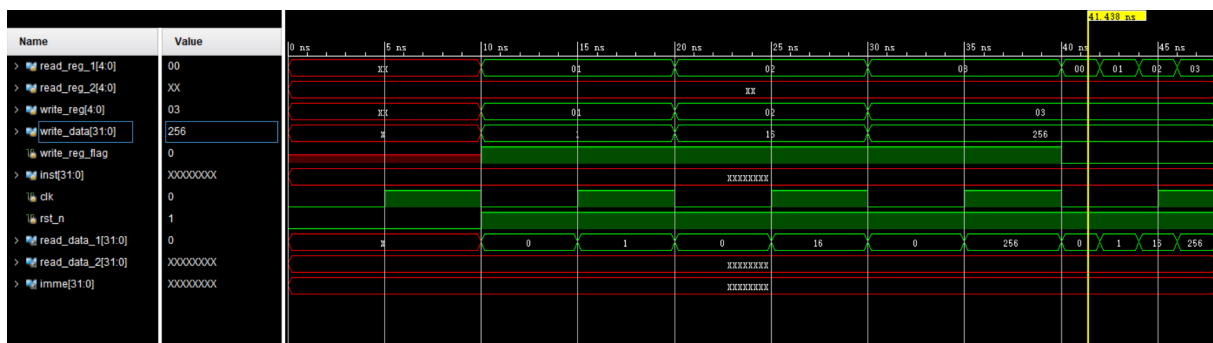 41.438 ns
Name Value 0 ns 5 ns 10 ns 15 ns 20 ns 25 ns 30 ns 35 ns 40 ns 45 ns
read_reg_1[4:0] 00 XX 01 02 03 00 01 02 03
read_reg_2[4:0] XX XX
write_reg[4:0] 03 XX 01 02 03
write_data[31:0] 256 X 1 16 256
write_reg_flag 0
inst[31:0] XXXXXXXX XXXXXXXX
clk 0
rst_n 1
read_data_1[31:0] 0 X 0 1 0 16 0 256 0 1 16 256
read_data_2[31:0] XXXXXXXX XXXXXXXX
imme[31:0] XXXXXXXX XXXXXXXX